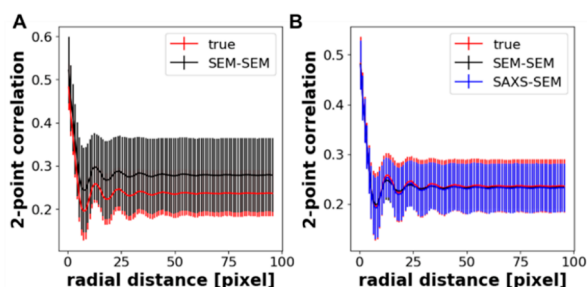 A
true
SEM-SEM
2-point correlation
0.6
0.5
0.4
0.3
0.2
0 25 50 75 100
radial distance [pixel]
B
true
SEM-SEM
SAXS-SEM
2-point correlation
0.5
0.4
0.3
0.2
0 25 50 75 100
radial distance [pixel]